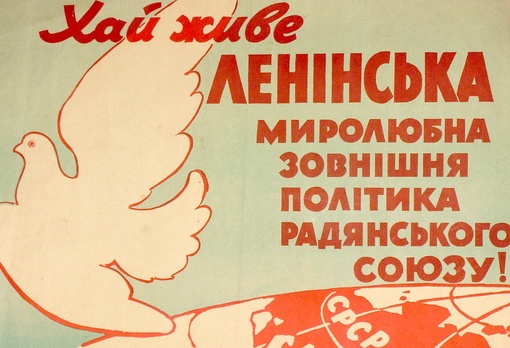 Хай живе
ЛЕНІНСЬКА
МИРОЛЮБНА
ЗОВНІШНЯ
ПОЛІТИКА
РАДЯНСЬКОГО
СОЮЗУ!
СРСР